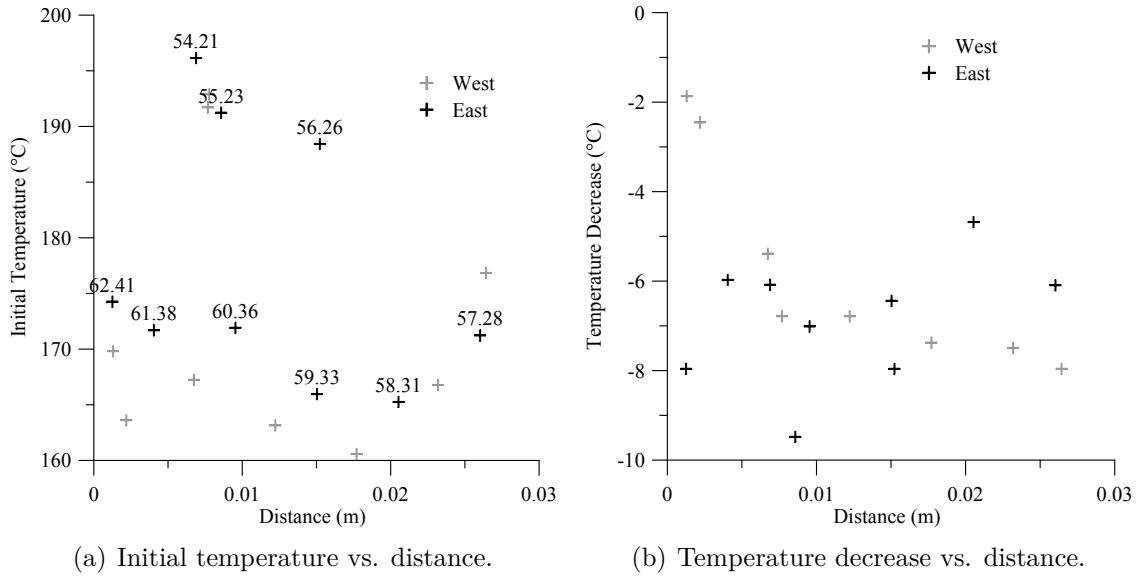 200
54.21
West
55.23
East
56.26
190
Initial Temperature (°C)
180
62.41
61.38
60.36
57.28
170
59.33
58.31
160
0
0.01
0.02
0.03
Distance (m)
(a) Initial temperature vs. distance.
0
West
East
-2
-4
Temperature Decrease (°C)
-6
-8
-10
0
0.01
0.02
0.03
Distance (m)
(b) Temperature decrease vs. distance.